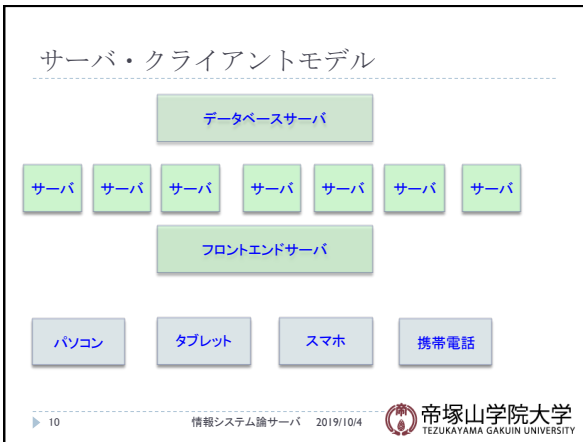 サーバ・クライアントモデル
データベースサーバ
サーバ サーバ サーバ サーバ サーバ サーバ サーバ
フロントエンドサーバ
パソコン タブレット スマホ 携帯電話
10 情報システム論サーバ 2019/10/4
帝塚山学院大学
TEZUKAYAMA GAKUIN UNIVERSITY